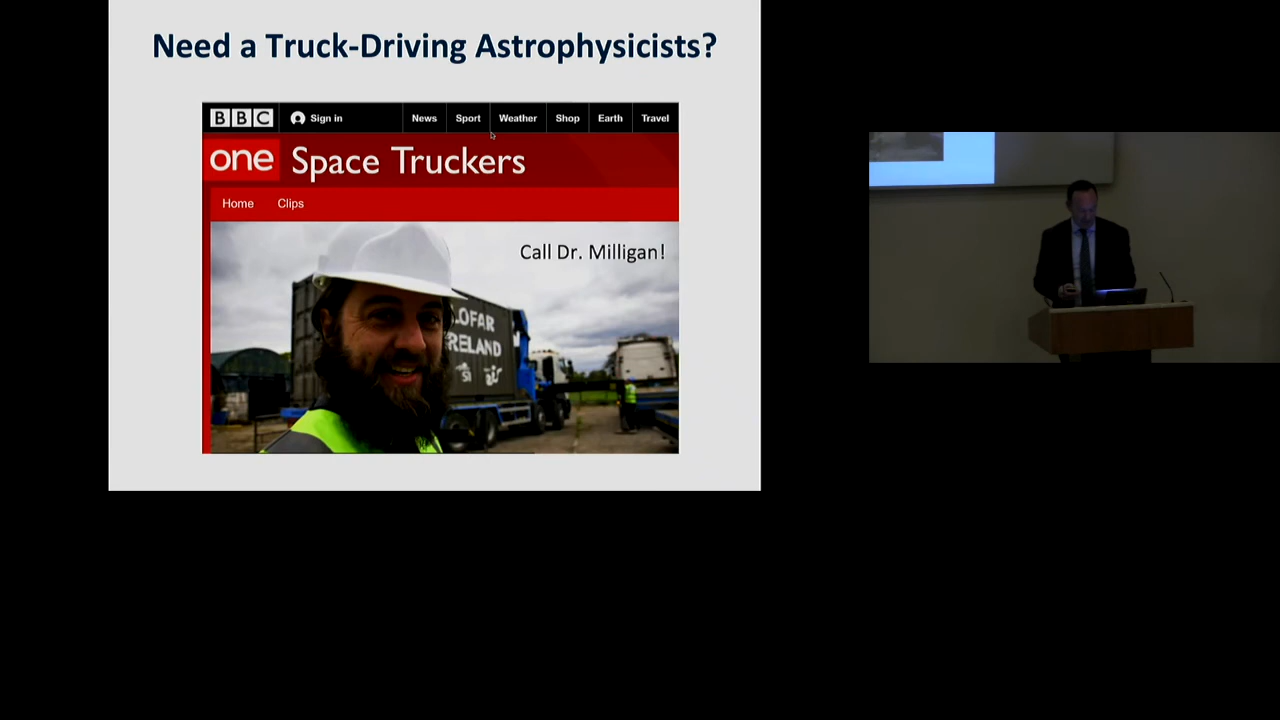 Need a Truck-Driving Astrophysicists?
BBC Sign in News Sport Weather Shop Earth Travel
one Space Truckers
Home Clips
Call Dr. Milligan!
LOFAR
RELAND